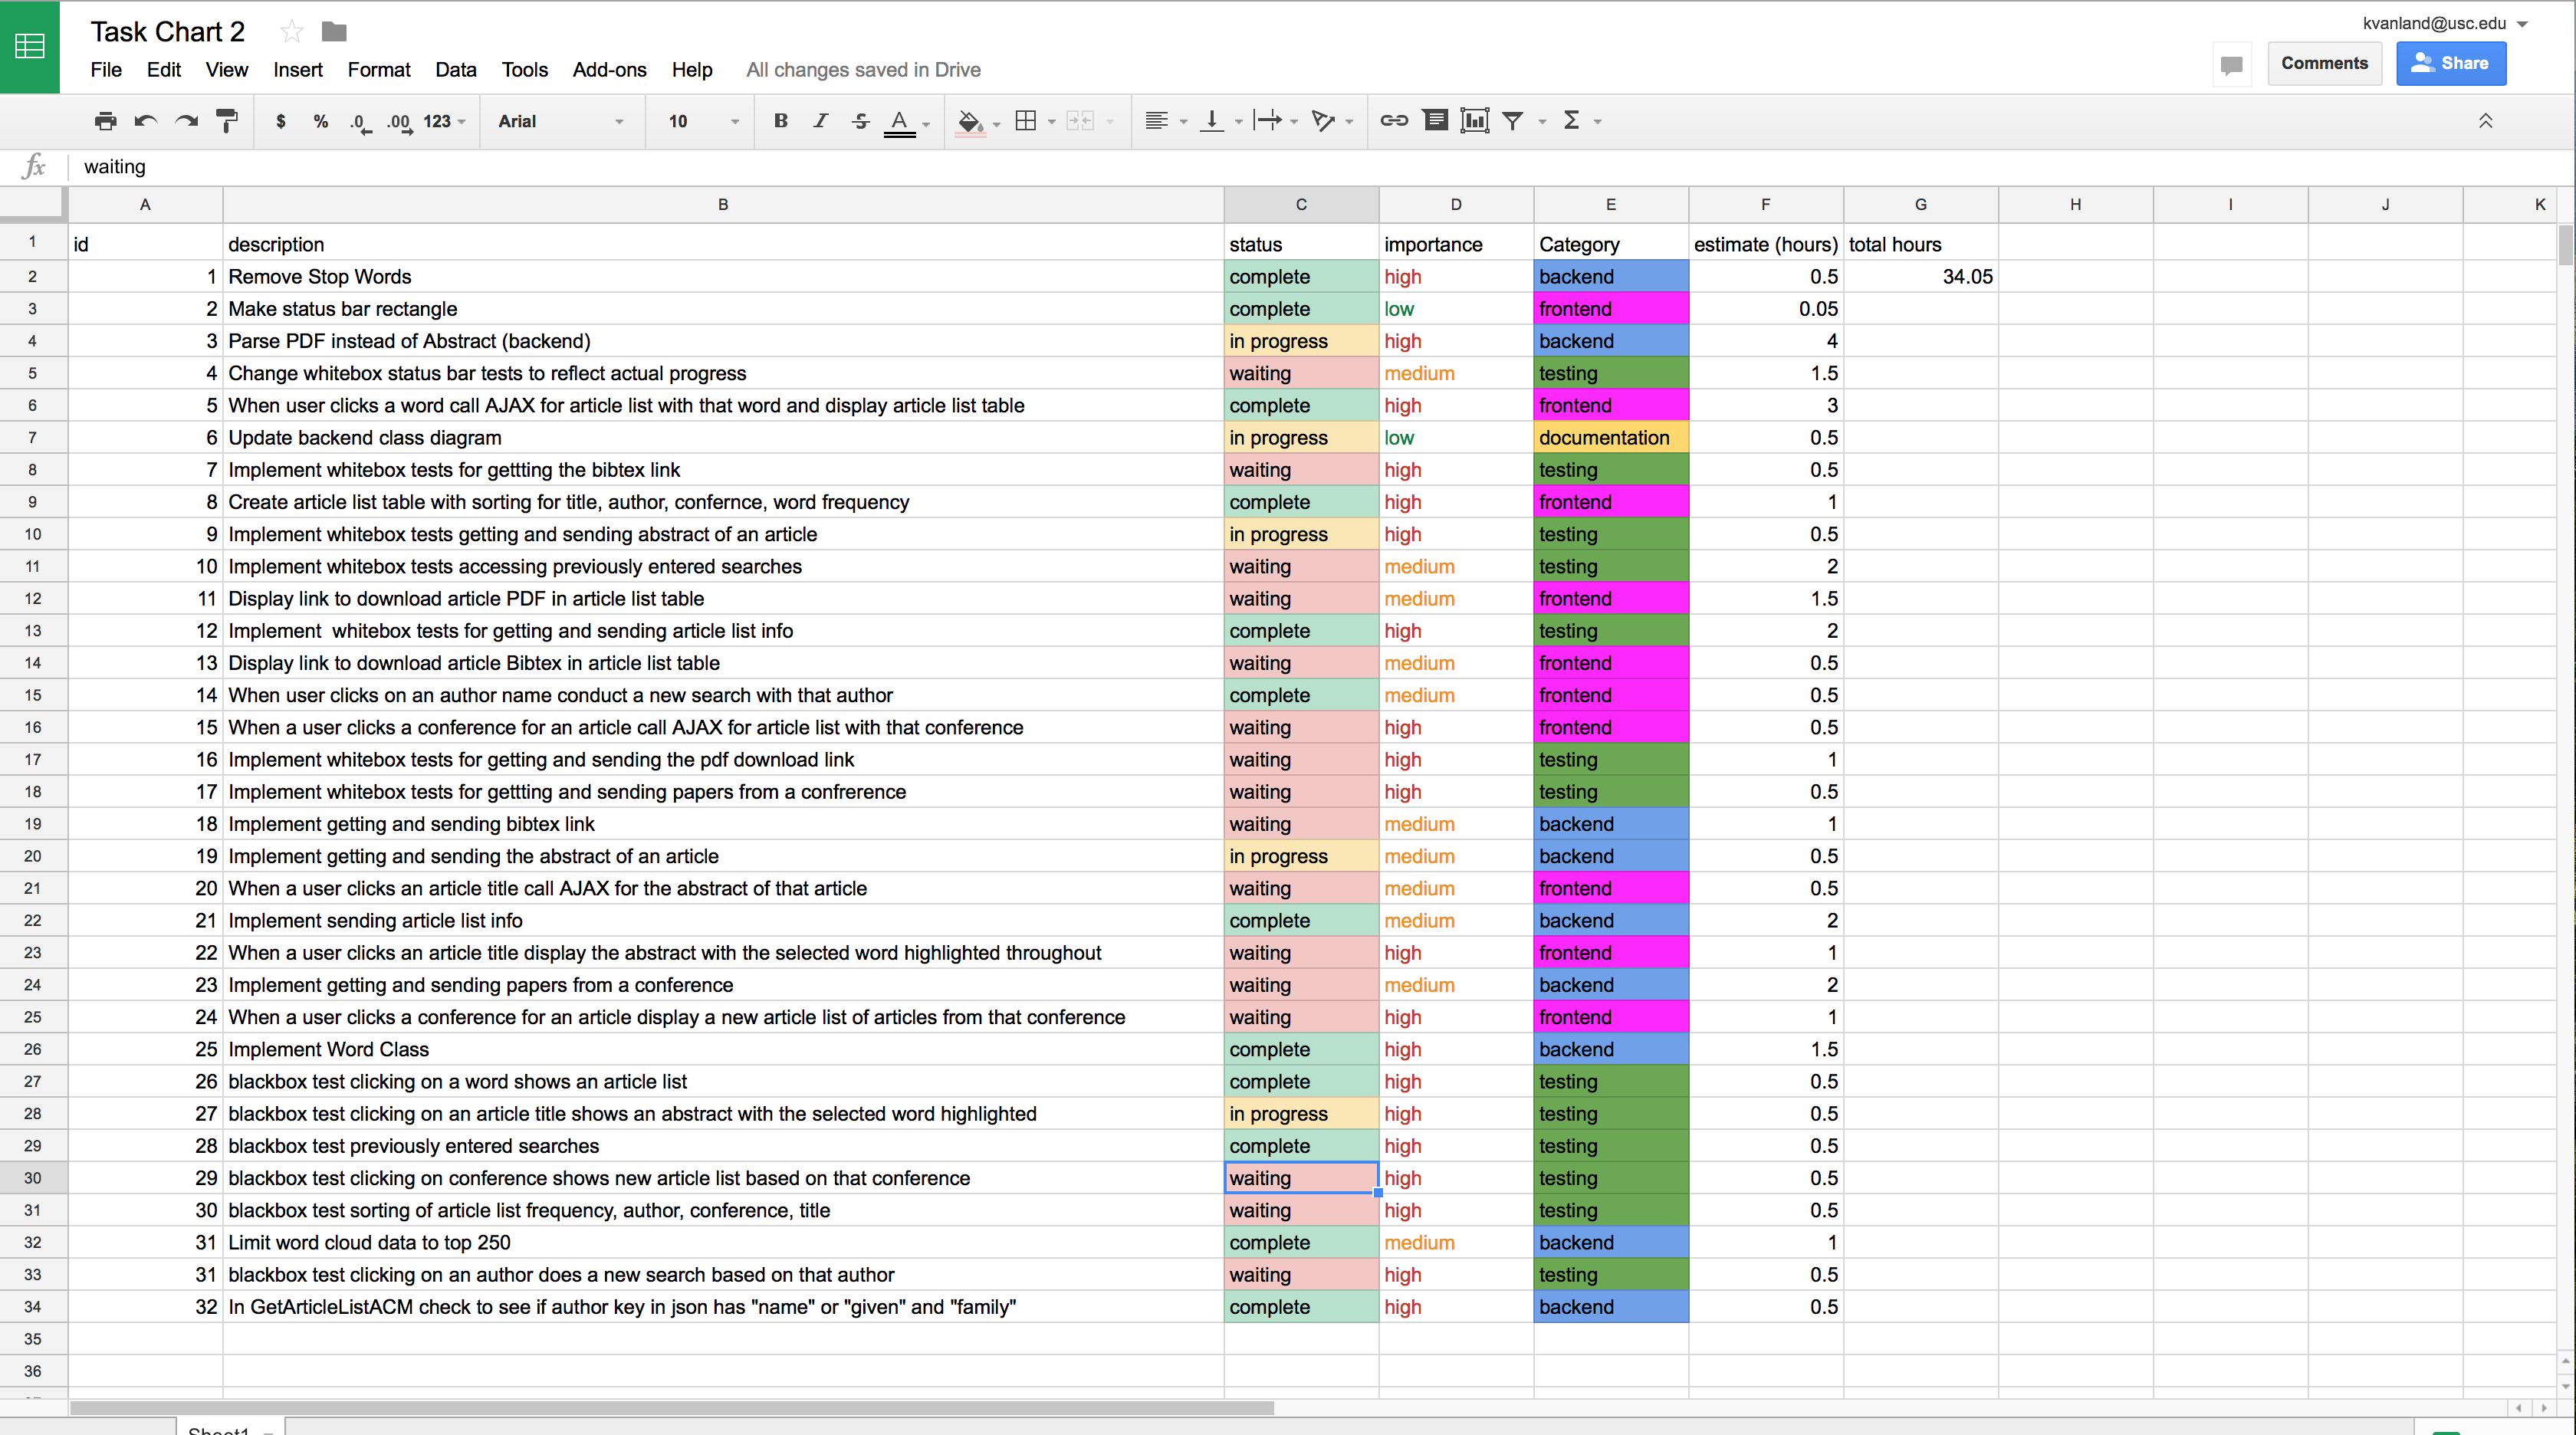 Task Chart 2
kvanland@usc.edu
File Edit View Insert Format Data Tools Add-ons Help All changes saved in Drive
Comments Share
$ % .0 .00 123 Arial 10 B I S A Σ
fx waiting
A B C D E F G H I J K
1 id description status importance Category estimate (hours) total hours
2 1 Remove Stop Words complete high backend 0.5 34.05
3 2 Make status bar rectangle complete low frontend 0.05
4 3 Parse PDF instead of Abstract (backend) in progress high backend 4
5 4 Change whitebox status bar tests to reflect actual progress waiting medium testing 1.5
6 5 When user clicks a word call AJAX for article list with that word and display article list table complete high frontend 3
7 6 Update backend class diagram in progress low documentation 0.5
8 7 Implement whitebox tests for gettting the bibtex link waiting high testing 0.5
9 8 Create article list table with sorting for title, author, confernce, word frequency complete high frontend 1
10 9 Implement whitebox tests getting and sending abstract of an article in progress high testing 0.5
11 10 Implement whitebox tests accessing previously entered searches waiting medium testing 2
12 11 Display link to download article PDF in article list table waiting medium frontend 1.5
13 12 Implement  whitebox tests for getting and sending article list info complete high testing 2
14 13 Display link to download article Bibtex in article list table waiting medium frontend 0.5
15 14 When user clicks on an author name conduct a new search with that author complete medium frontend 0.5
16 15 When a user clicks a conference for an article call AJAX for article list with that conference waiting high frontend 0.5
17 16 Implement whitebox tests for getting and sending the pdf download link waiting high testing 1
18 17 Implement whitebox tests for gettting and sending papers from a confrerence waiting high testing 0.5
19 18 Implement getting and sending bibtex link waiting medium backend 1
20 19 Implement getting and sending the abstract of an article in progress medium backend 0.5
21 20 When a user clicks an article title call AJAX for the abstract of that article waiting medium frontend 0.5
22 21 Implement sending article list info complete medium backend 2
23 22 When a user clicks an article title display the abstract with the selected word highlighted throughout waiting high frontend 1
24 23 Implement getting and sending papers from a conference waiting medium backend 2
25 24 When a user clicks a conference for an article display a new article list of articles from that conference waiting high frontend 1
26 25 Implement Word Class complete high backend 1.5
27 26 blackbox test clicking on a word shows an article list complete high testing 0.5
28 27 blackbox test clicking on an article title shows an abstract with the selected word highlighted in progress high testing 0.5
29 28 blackbox test previously entered searches complete high testing 0.5
30 29 blackbox test clicking on conference shows new article list based on that conference waiting high testing 0.5
31 30 blackbox test sorting of article list frequency, author, conference, title waiting high testing 0.5
32 31 Limit word cloud data to top 250 complete medium backend 1
33 31 blackbox test clicking on an author does a new search based on that author waiting high testing 0.5
34 32 In GetArticleListACM check to see if author key in json has "name" or "given" and "family" complete high backend 0.5
35
36
Sheet1